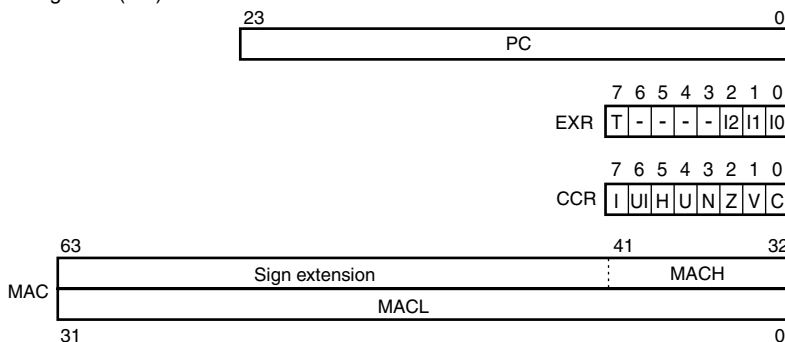 23 0
PC
7 6 5 4 3 2 1 0
EXR T - - - - I2 I1 I0
7 6 5 4 3 2 1 0
CCR I UI H U N Z V C
63 41 32
Sign extension MACH
MAC
MACL
31 0